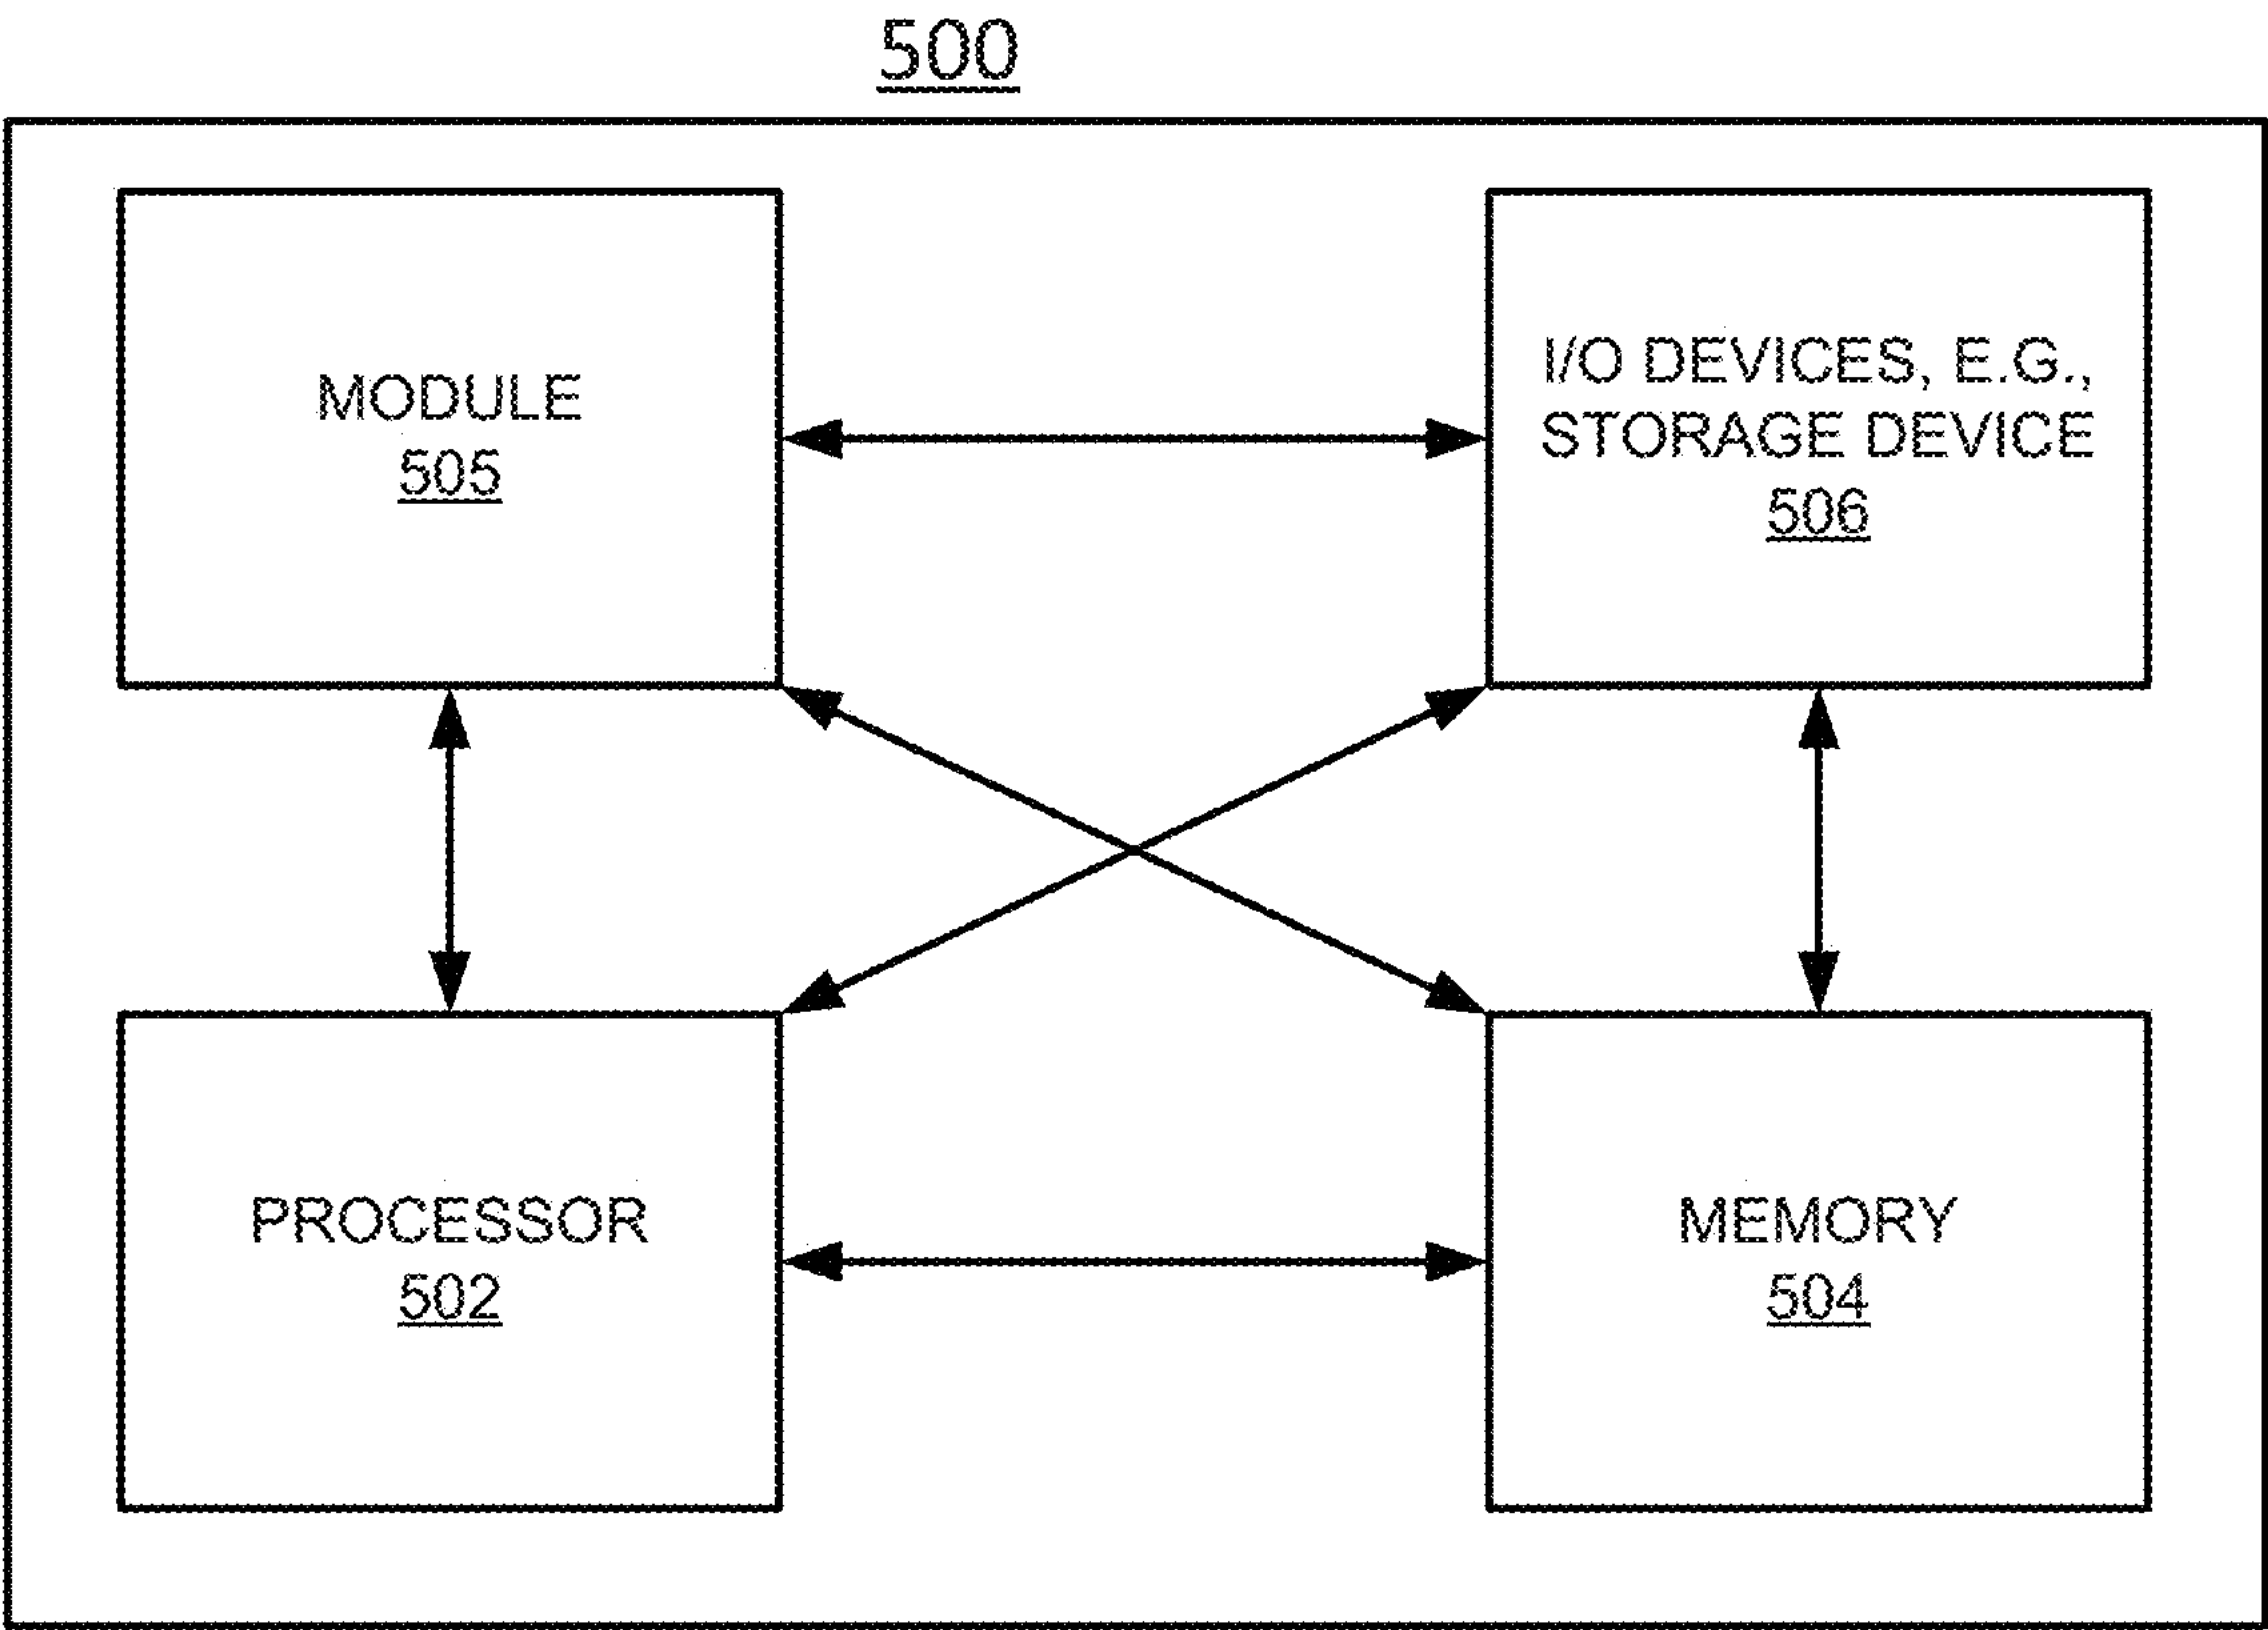 500
MODULE
505
I/O DEVICES, E.G.,
STORAGE DEVICE
506
PROCESSOR
502
MEMORY
504